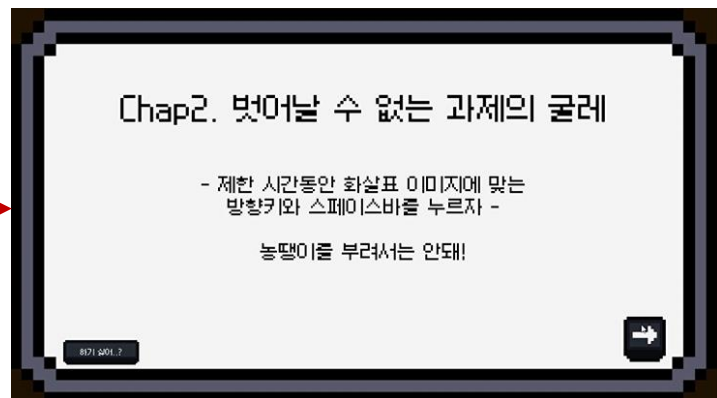 Chap2. 벗어날 수 없는 과제의 굴레
- 제한 시간동안 화살표 이미지에 맞는
방향키와 스페이스바를 누르자 -
농땡이를 부려서는 안돼!
하기 싫어..?